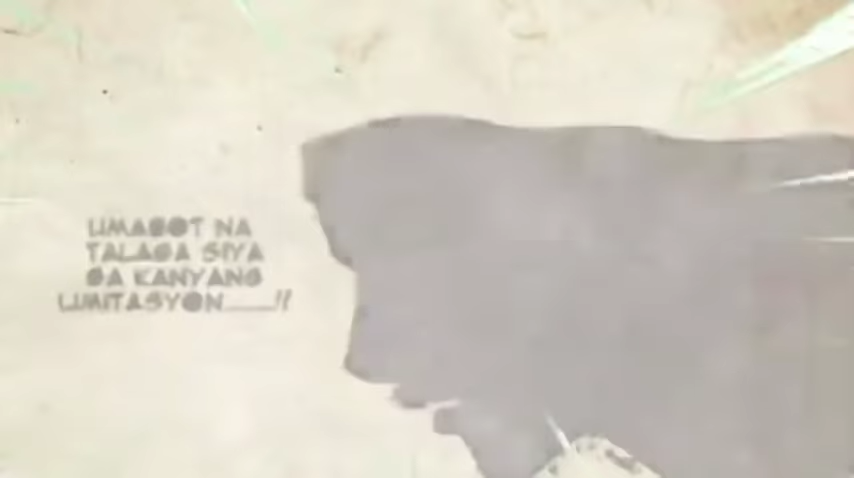 UMABOT NA
TALAGA SIYA
SA KANYANG
LIMITASYON........!!